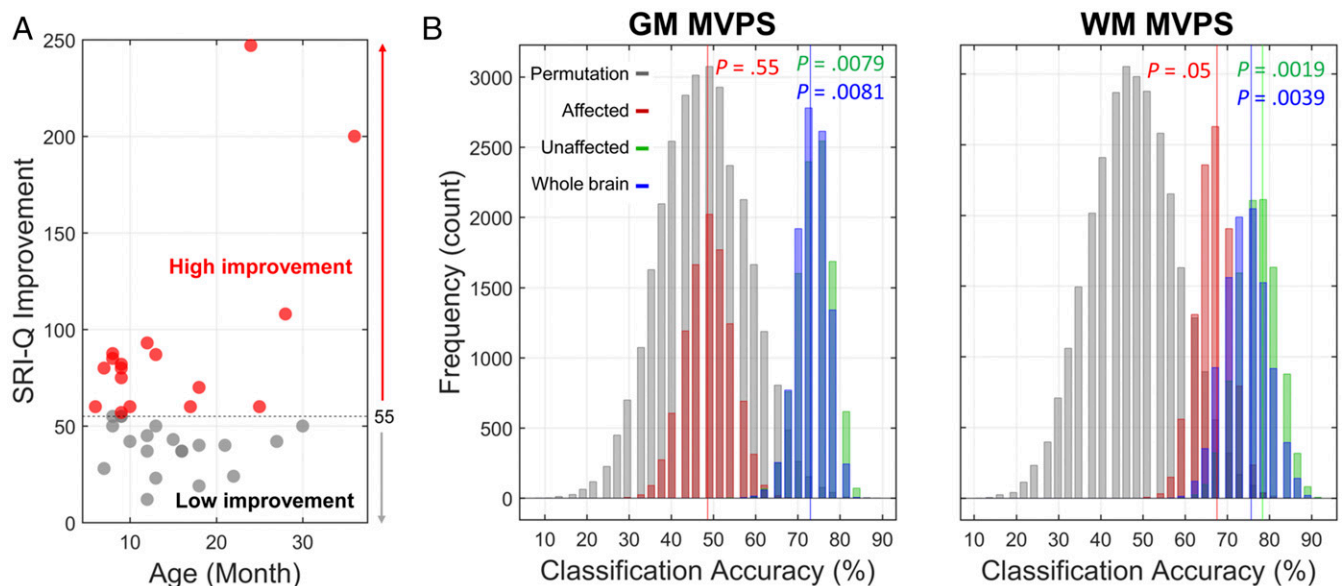 A
SRI-Q Improvement
250
200
150
100
50
0
High improvement
55
Low improvement
10 20 30
Age (Month)
B
GM MVPS
Frequency (count)
3000
2500
2000
1500
1000
500
0
Permutation
Affected
Unaffected
Whole brain
P = .55
P = .0079
P = .0081
10 20 30 40 50 60 70 80 90
Classification Accuracy (%)
WM MVPS
P = .05
P = .0019
P = .0039
10 20 30 40 50 60 70 80 90
Classification Accuracy (%)